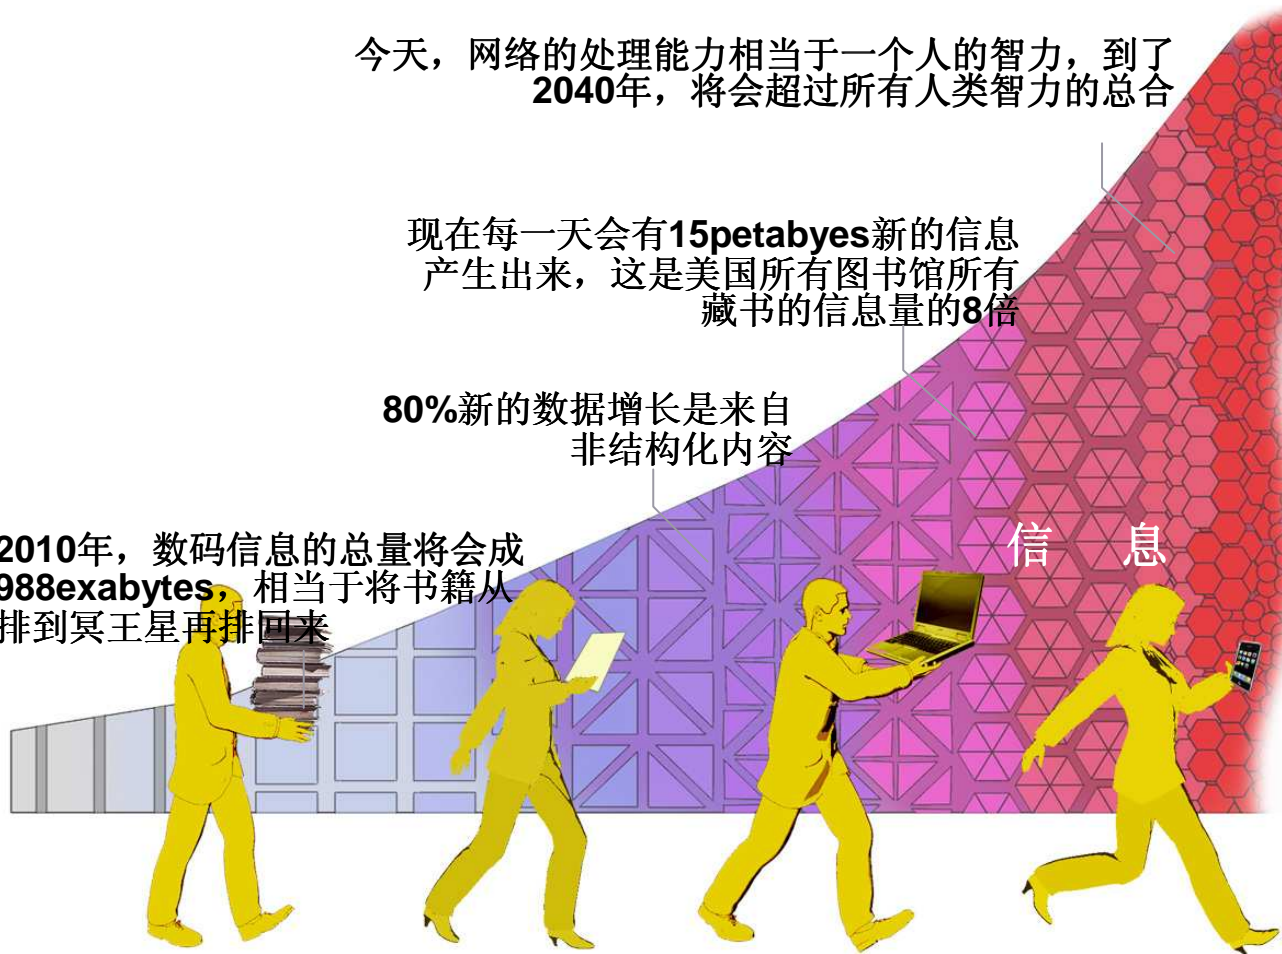 今天，网络的处理能力相当于一个人的智力，到了
2040年，将会超过所有人类智力的总合
现在每一天会有15petabyes新的信息
产生出来，这是美国所有图书馆所有
藏书的信息量的8倍
80%新的数据增长是来自
非结构化内容
2010年，数码信息的总量将会成
988exabytes，相当于将书籍从
排到冥王星再排回来
信 息